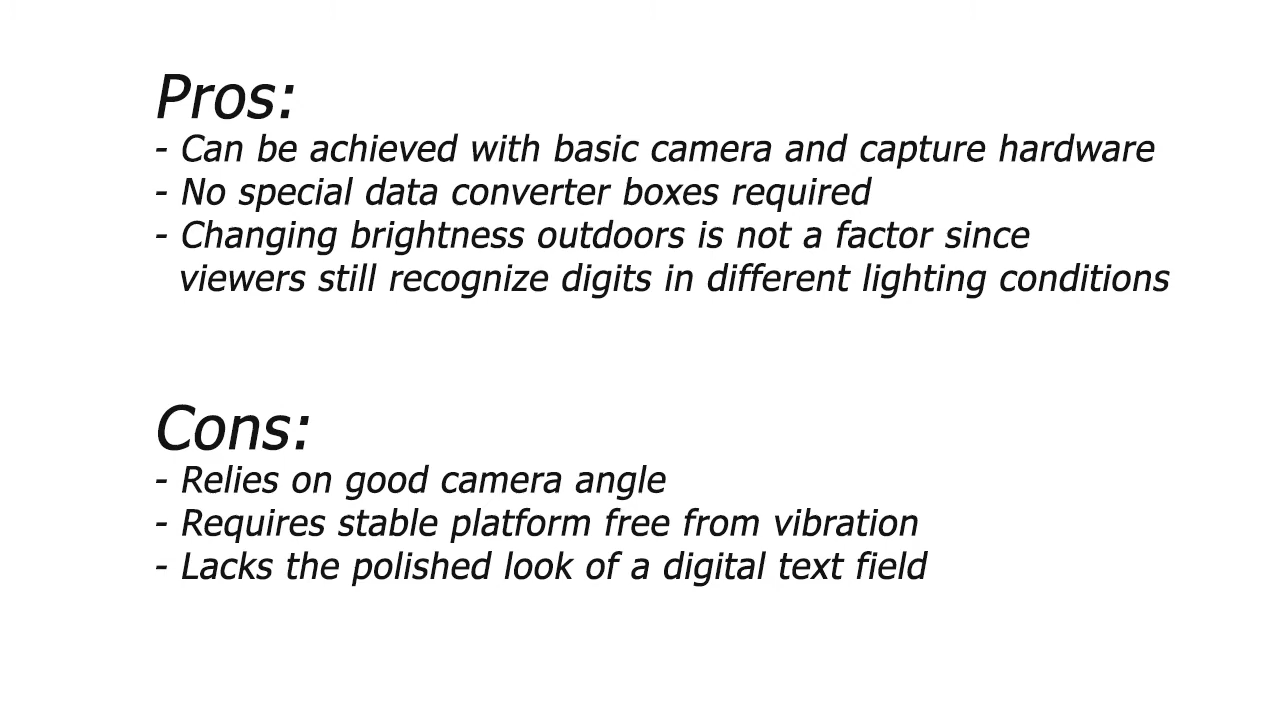 Pros:
- Can be achieved with basic camera and capture hardware
- No special data converter boxes required
- Changing brightness outdoors is not a factor since
viewers still recognize digits in different lighting conditions
Cons:
- Relies on good camera angle
- Requires stable platform free from vibration
- Lacks the polished look of a digital text field